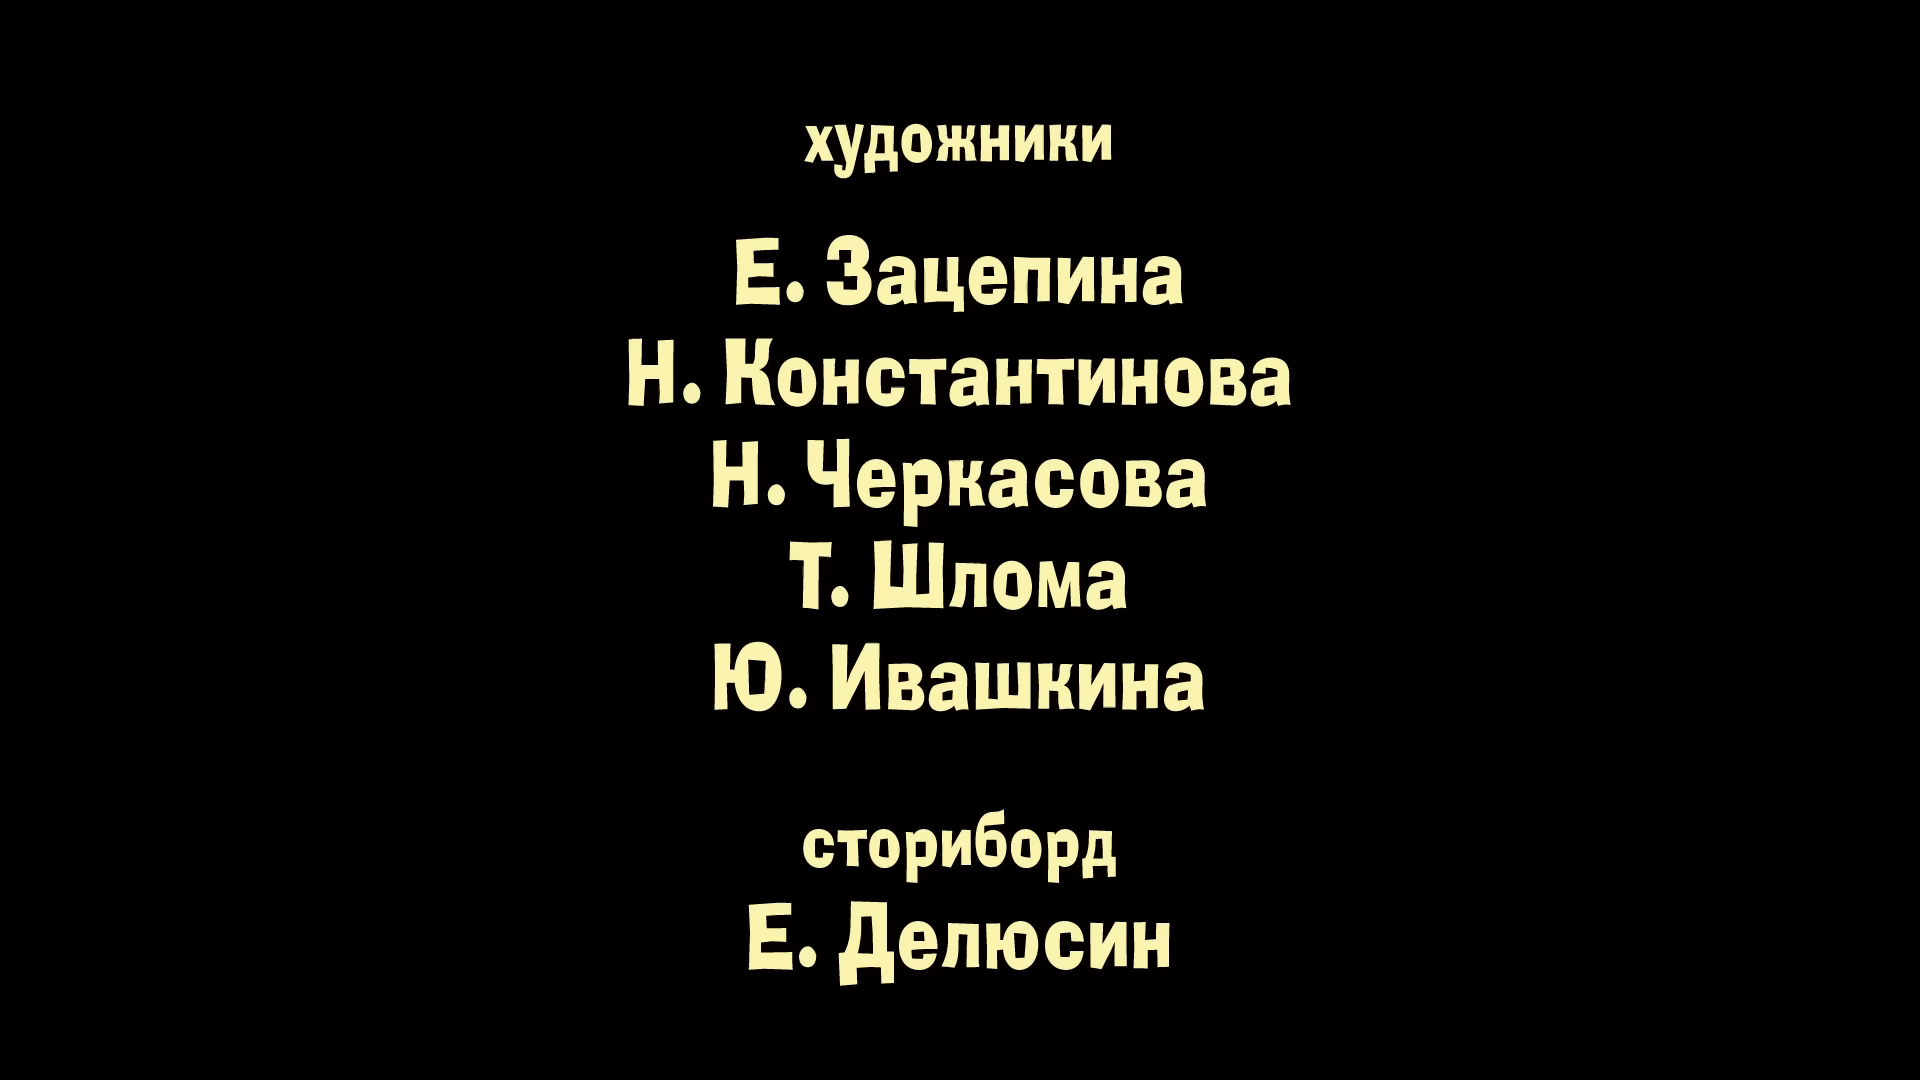 художники
Е. Зацепина
Н. Константинова
Н. Черкасова
Т. Шлома
Ю. Ивашкина
сториборд
Е. Делюсин